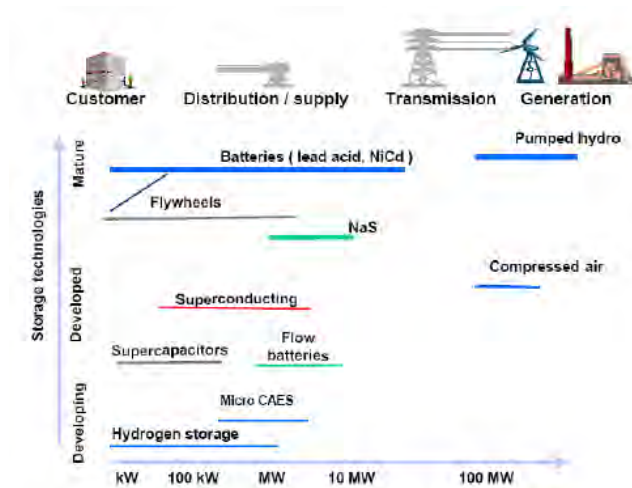 Customer Distribution / supply Transmission Generation
Pumped hydro
Batteries ( lead acid, NiCd )
Flywheels
NaS
Compressed air
Superconducting
Supercapacitors
Flow
batteries
Micro CAES
Hydrogen storage
Storage technologies
Mature
Developed
Developing
kW 100 kW MW 10 MW 100 MW